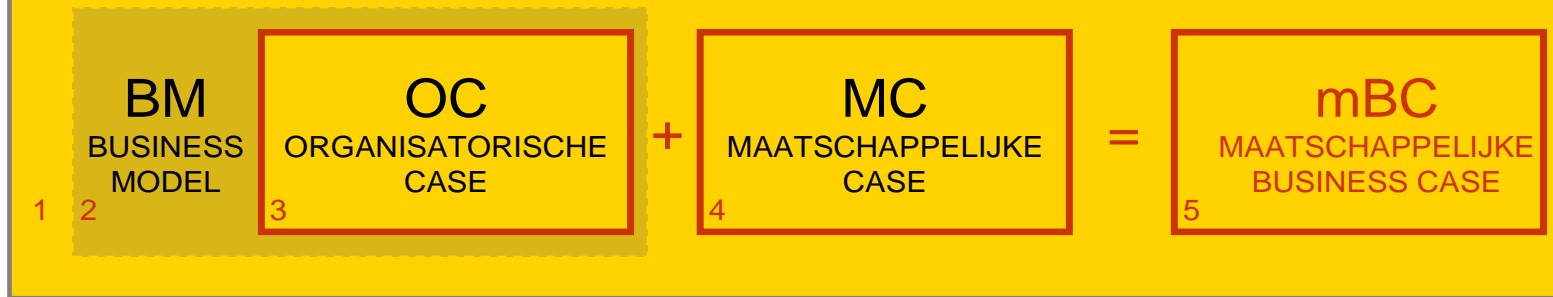 BM
BUSINESS
MODEL
OC
ORGANISATORISCHE
CASE
+
MC
MAATSCHAPPELIJKE
CASE
=
mBC
MAATSCHAPPELIJKE
BUSINESS CASE
1
2
3
4
5